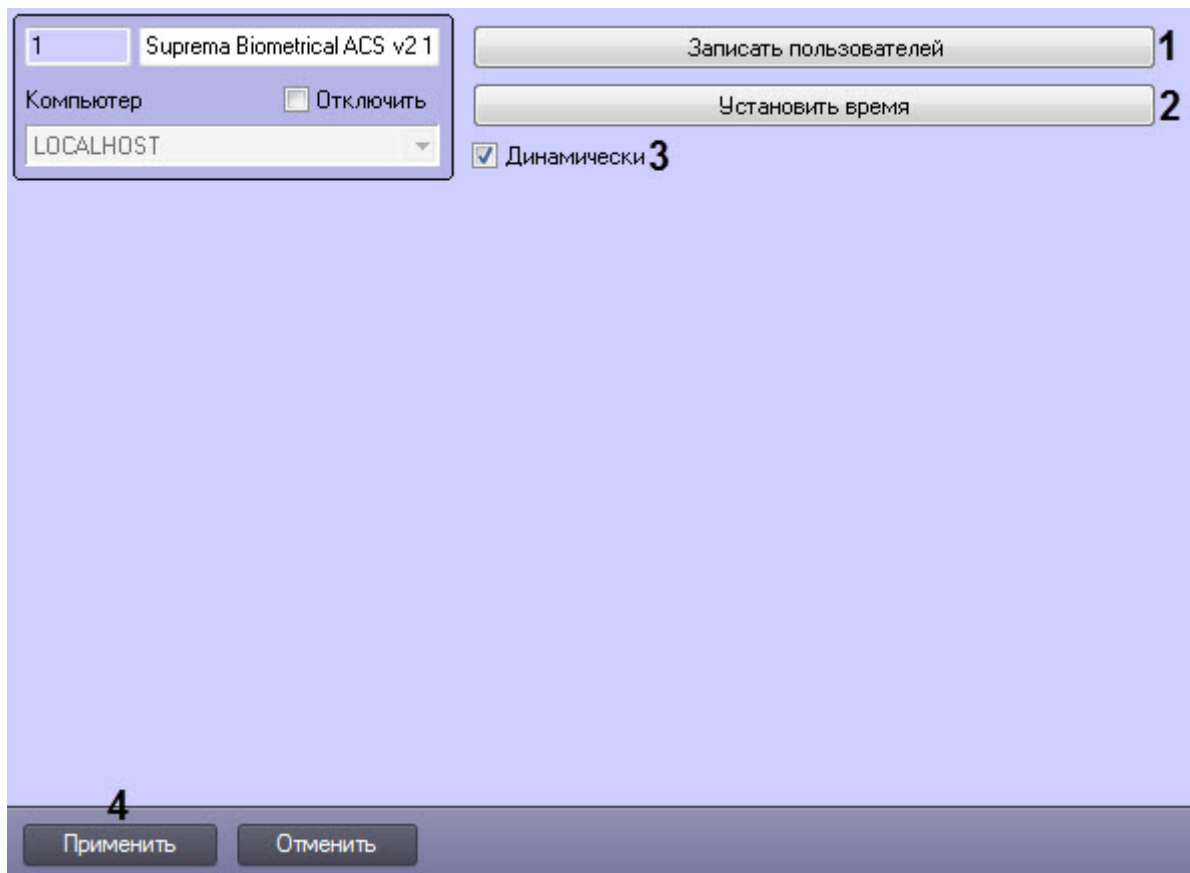 1 Suprema Biometrical ACS v2 1
Компьютер Отключить
LOCALHOST
Записать пользователей 1
Установить время 2
Динамически 3
4
Применить Отменить